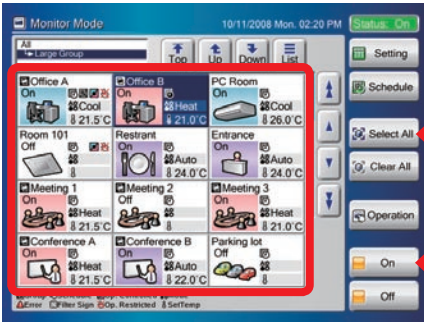 Monitor Mode 10/11/2008 Mon. 02:20 PM Status: On
All
Large Group
Top Up Down List
Setting
Office A Office B PC Room
On On On
Cool Heat Cool
21.5°C 21.0°C 26.0°C
Schedule
Room 101 Restrant Entrance
Off On On
Auto Auto
24.0°C 24.0°C
Select All
Clear All
Meeting 1 Meeting 2 Meeting 3
On Off On
Heat Heat
21.5°C 21.0°C
Operation
Conference A Conference B Parking lot
On On Off
Heat Auto
21.5°C 22.0°C
On
Error Filter Sign Op. Restricted SetTemp
Off